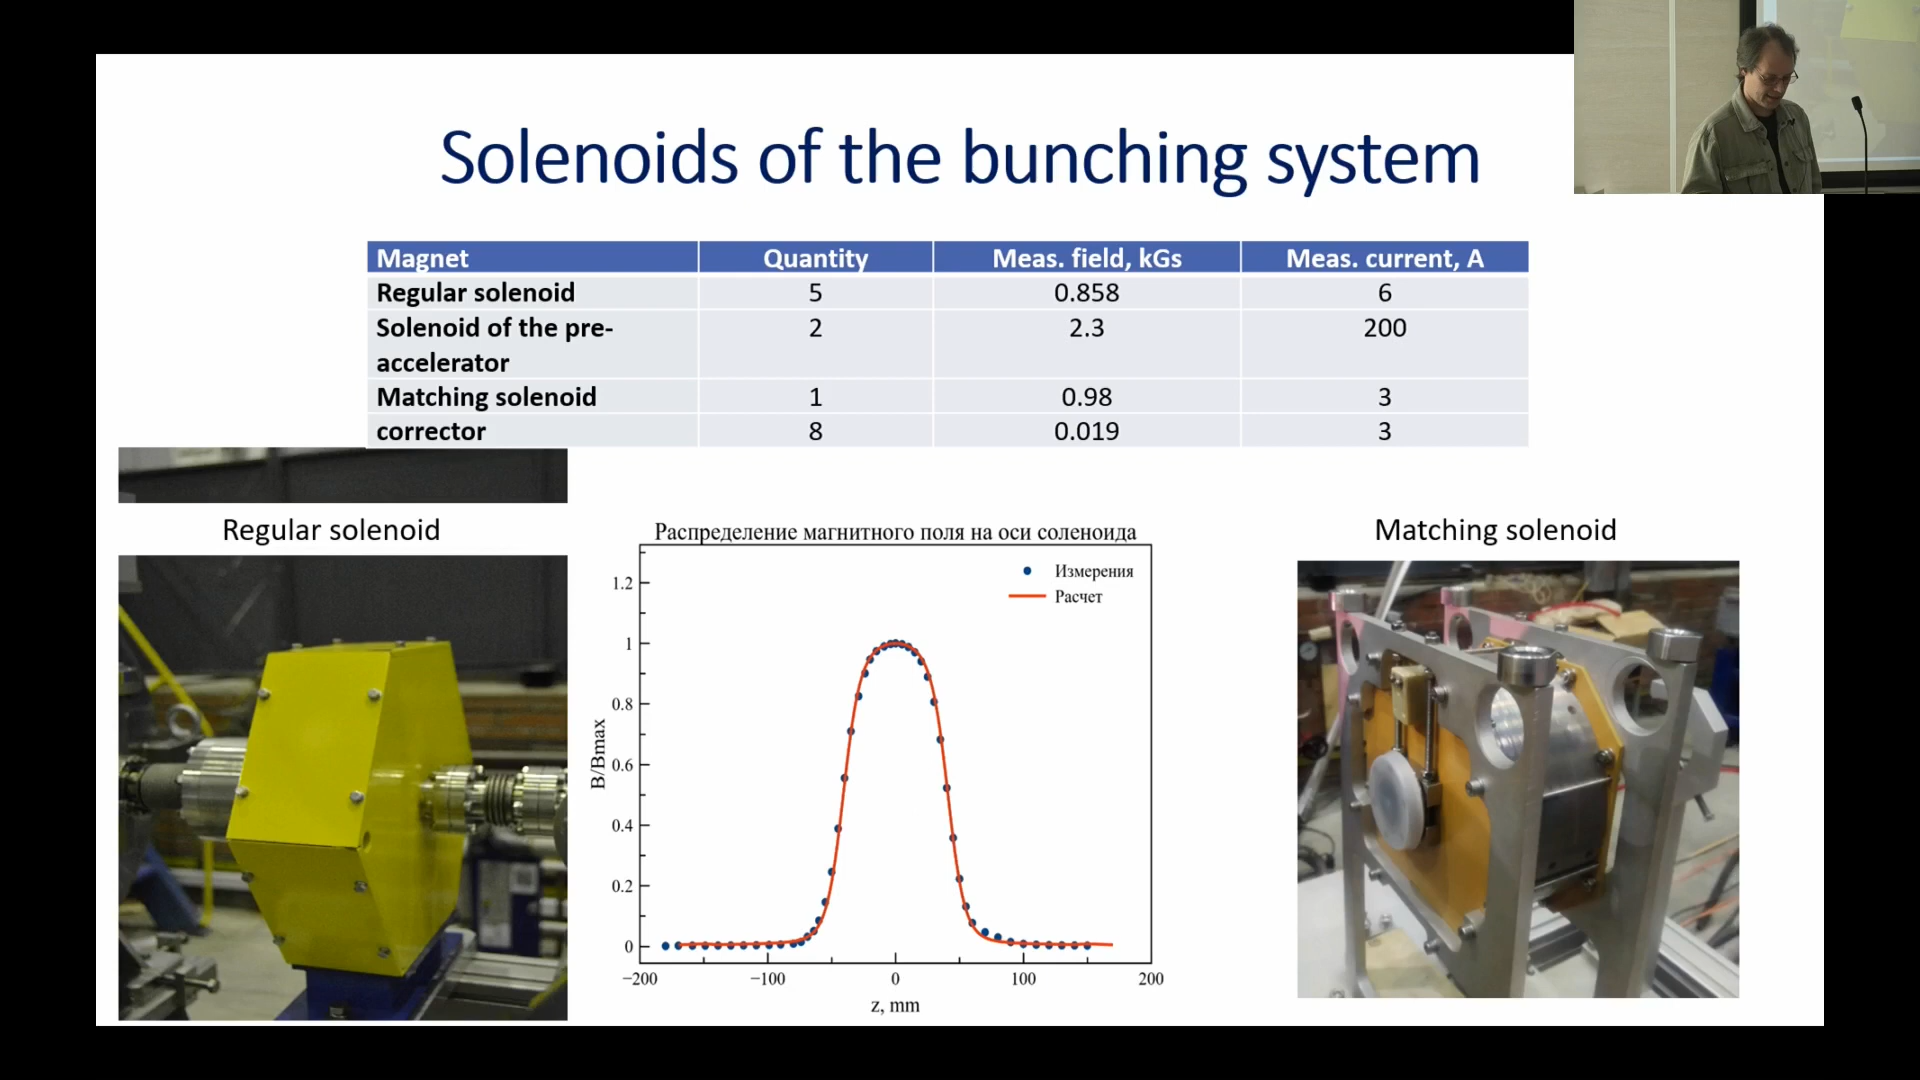 Solenoids of the bunching system
Magnet Quantity Meas. field, kGs Meas. current, A
Regular solenoid 5 0.858 6
Solenoid of the pre- 2 2.3 200
accelerator
Matching solenoid 1 0.98 3
corrector 8 0.019 3
Regular solenoid
Распределение магнитного поля на оси соленоида
Измерения
Расчет
1.2
1
0.8
0.6
0.4
0.2
0
B/Bmax
−200 −100 0 100 200
z, mm
Matching solenoid